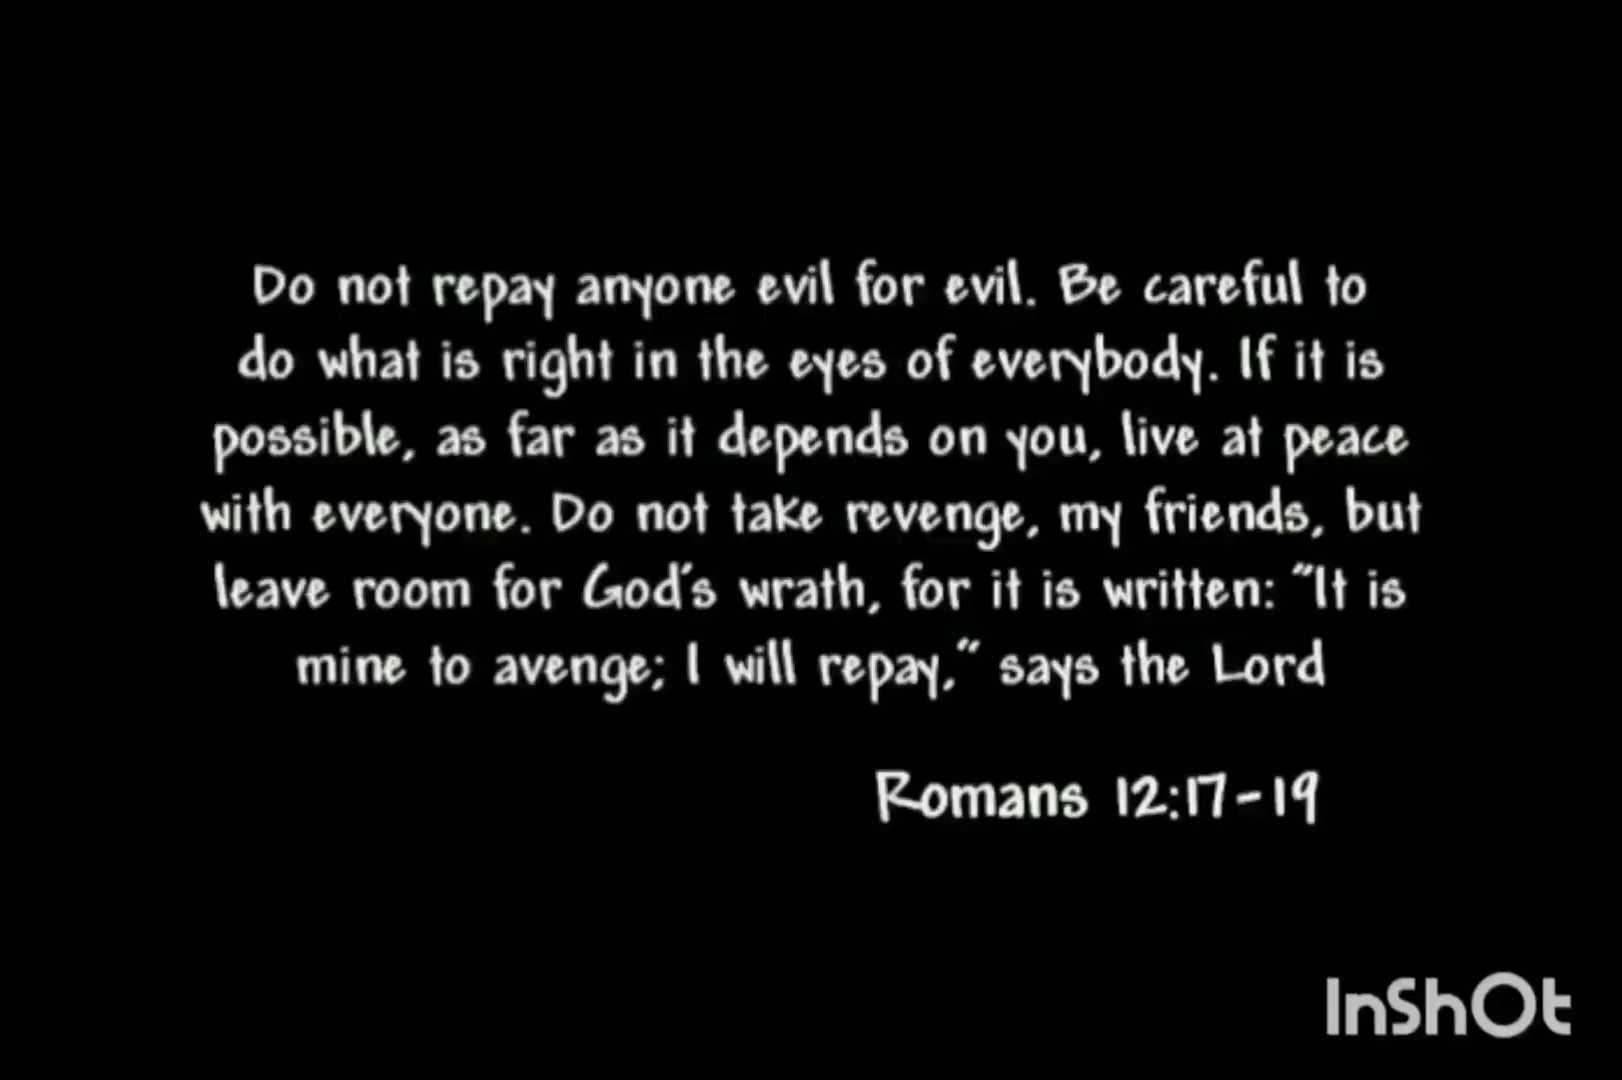 Do not repay anyone evil for evil. Be careful to
do what is right in the eyes of everybody. If it is
possible, as far as it depends on you, live at peace
with everyone. Do not take revenge, my friends, but
leave room for God's wrath, for it is written: "It is
mine to avenge; I will repay," says the Lord
Romans 12:17-19
InShOt